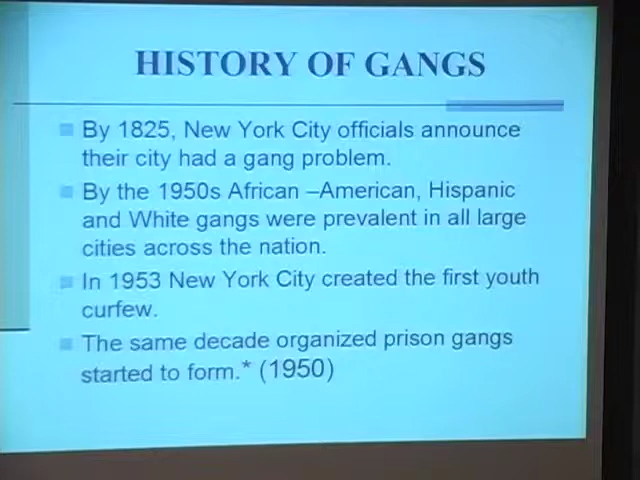 HISTORY OF GANGS
By 1825, New York City officials announce
their city had a gang problem.
By the 1950s African –American, Hispanic
and White gangs were prevalent in all large
cities across the nation.
In 1953 New York City created the first youth
curfew.
The same decade organized prison gangs
started to form.* (1950)